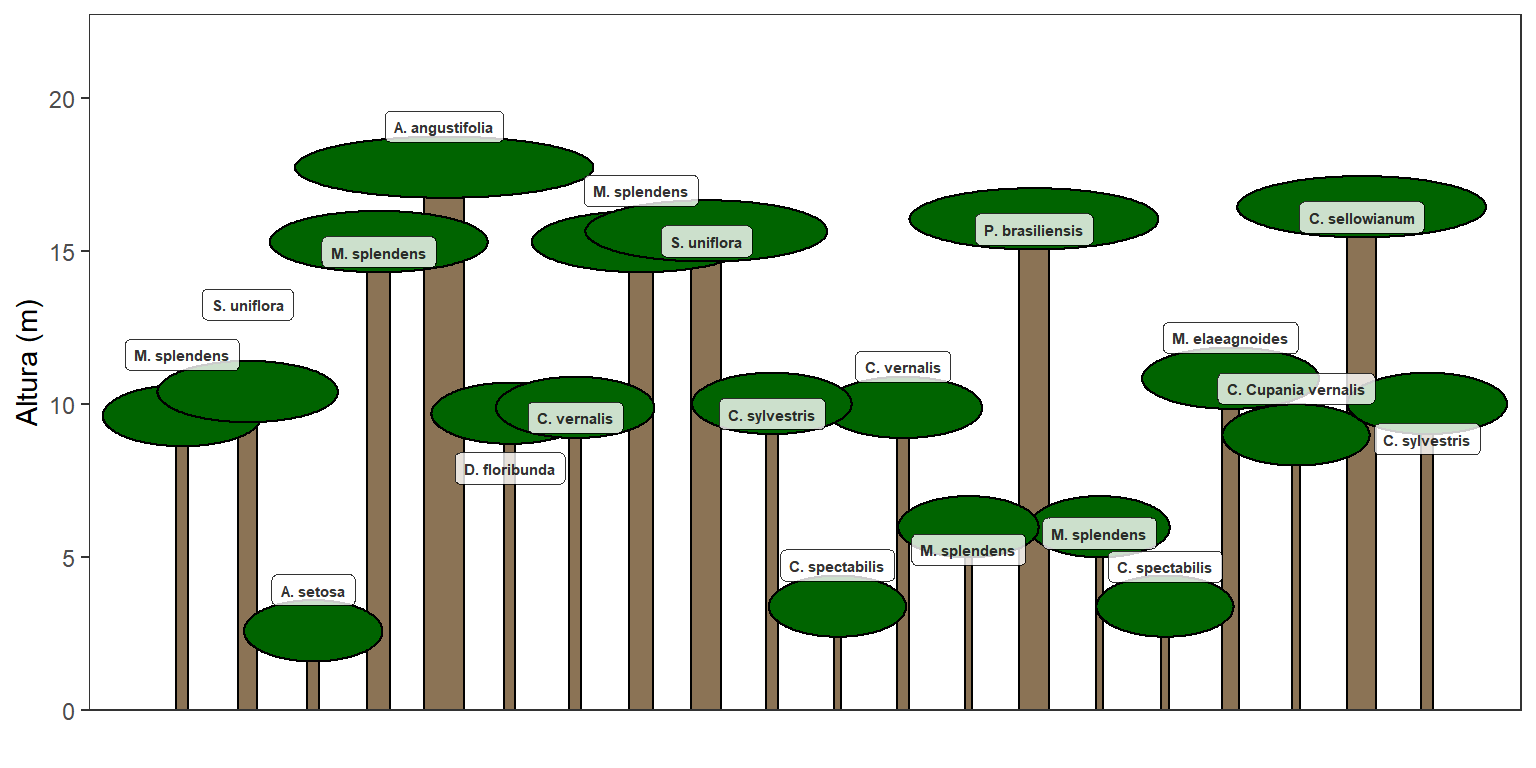 20
A. angustifolia
M. splendens
S. uniflora
M. splendens
P. brasiliensis
C. sellowianum
15
M. splendens
S. uniflora
M. splendens
C. vernalis
M. elaeagnoides
C. Cupania vernalis
10
C. vernalis
C. sylvestris
C. sylvestris
D. floribunda
Altura (m)
5
A. setosa
C. spectabilis
M. splendens
M. splendens
C. spectabilis
0